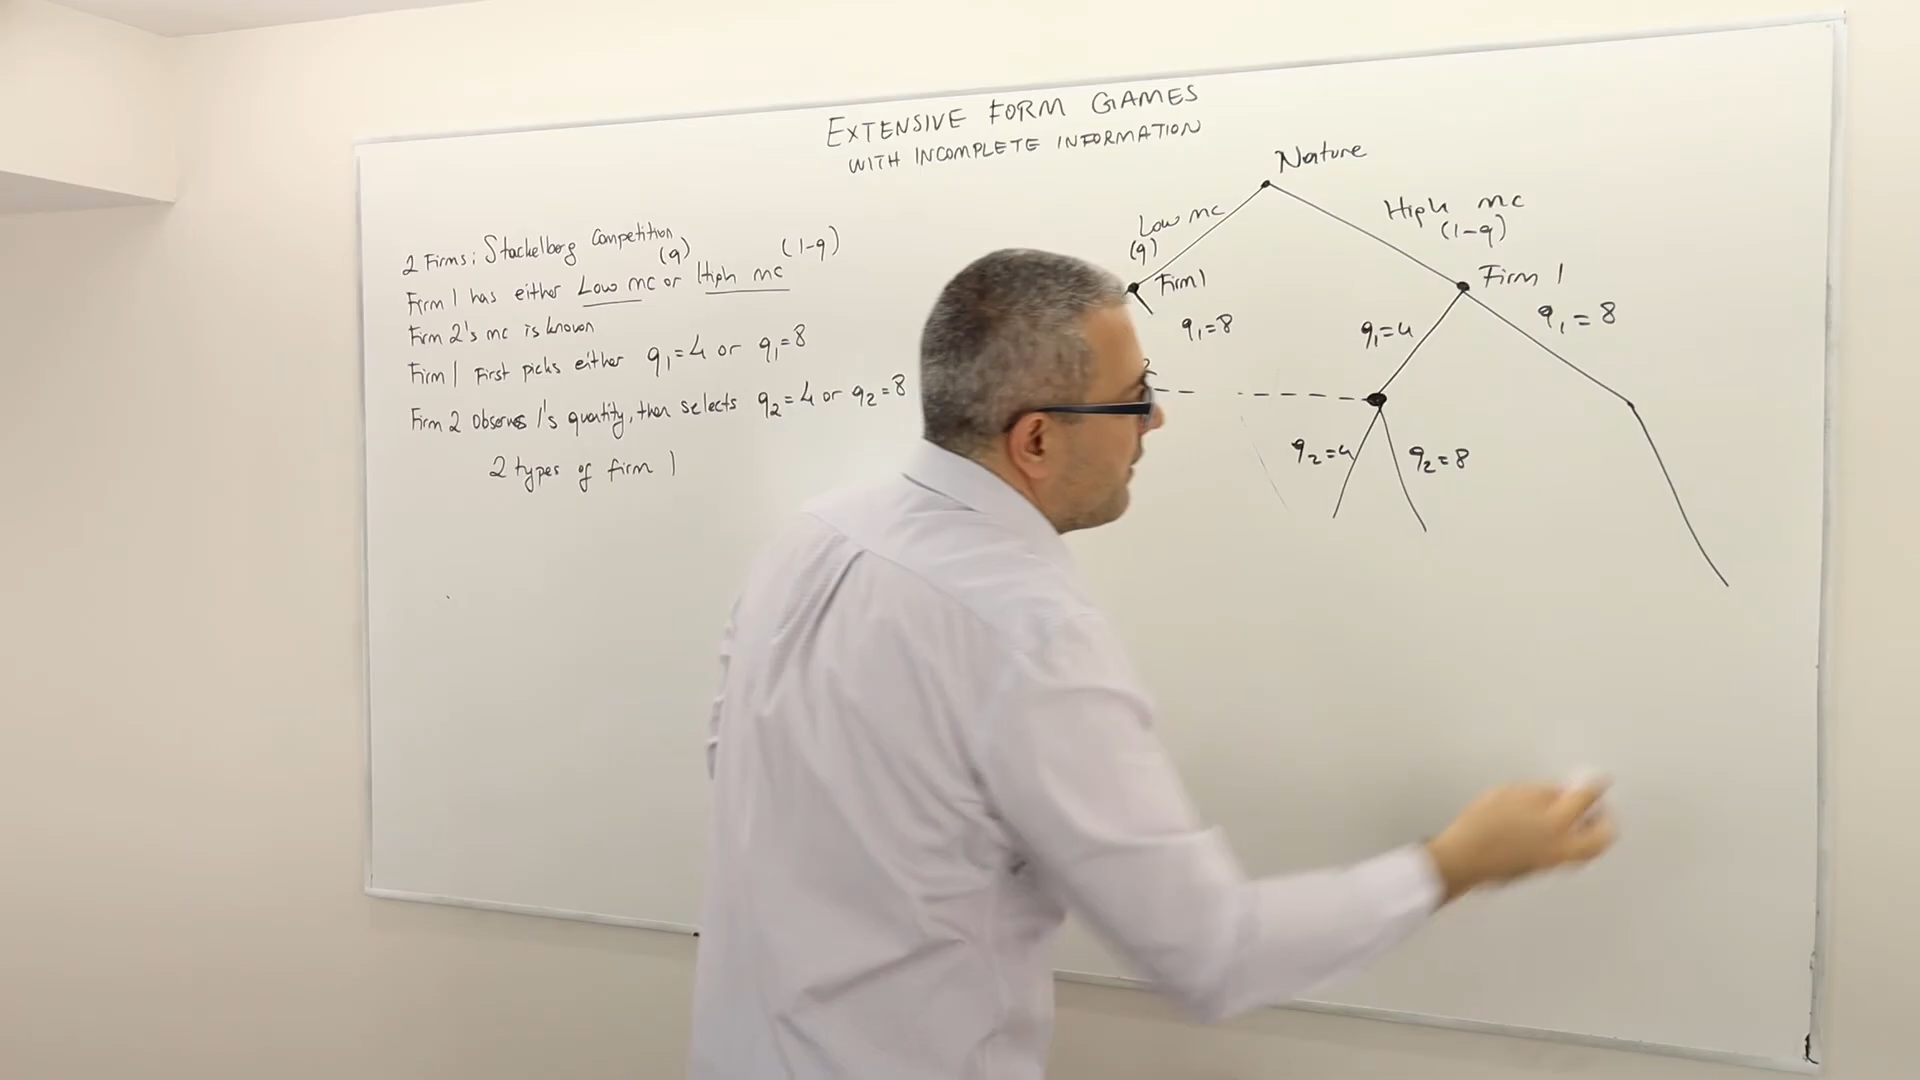 EXTENSIVE FORM GAMES
WITH INCOMPLETE INFORMATION
2 Firms: Stackelberg Competition
(q) (1-q)
Firm 1 has either Low mc or High mc
Firm 2's mc is known
Firm 1 First picks either q₁=4 or q₁=8
Firm 2 observes 1's quantity, then selects q₂=4 or q₂=8
2 types of firm 1
Nature
Low mc
(q)
High mc
(1-q)
Firm 1
Firm 1
q₁=8
q₁=4
q₁=8
q₂=4
q₂=8